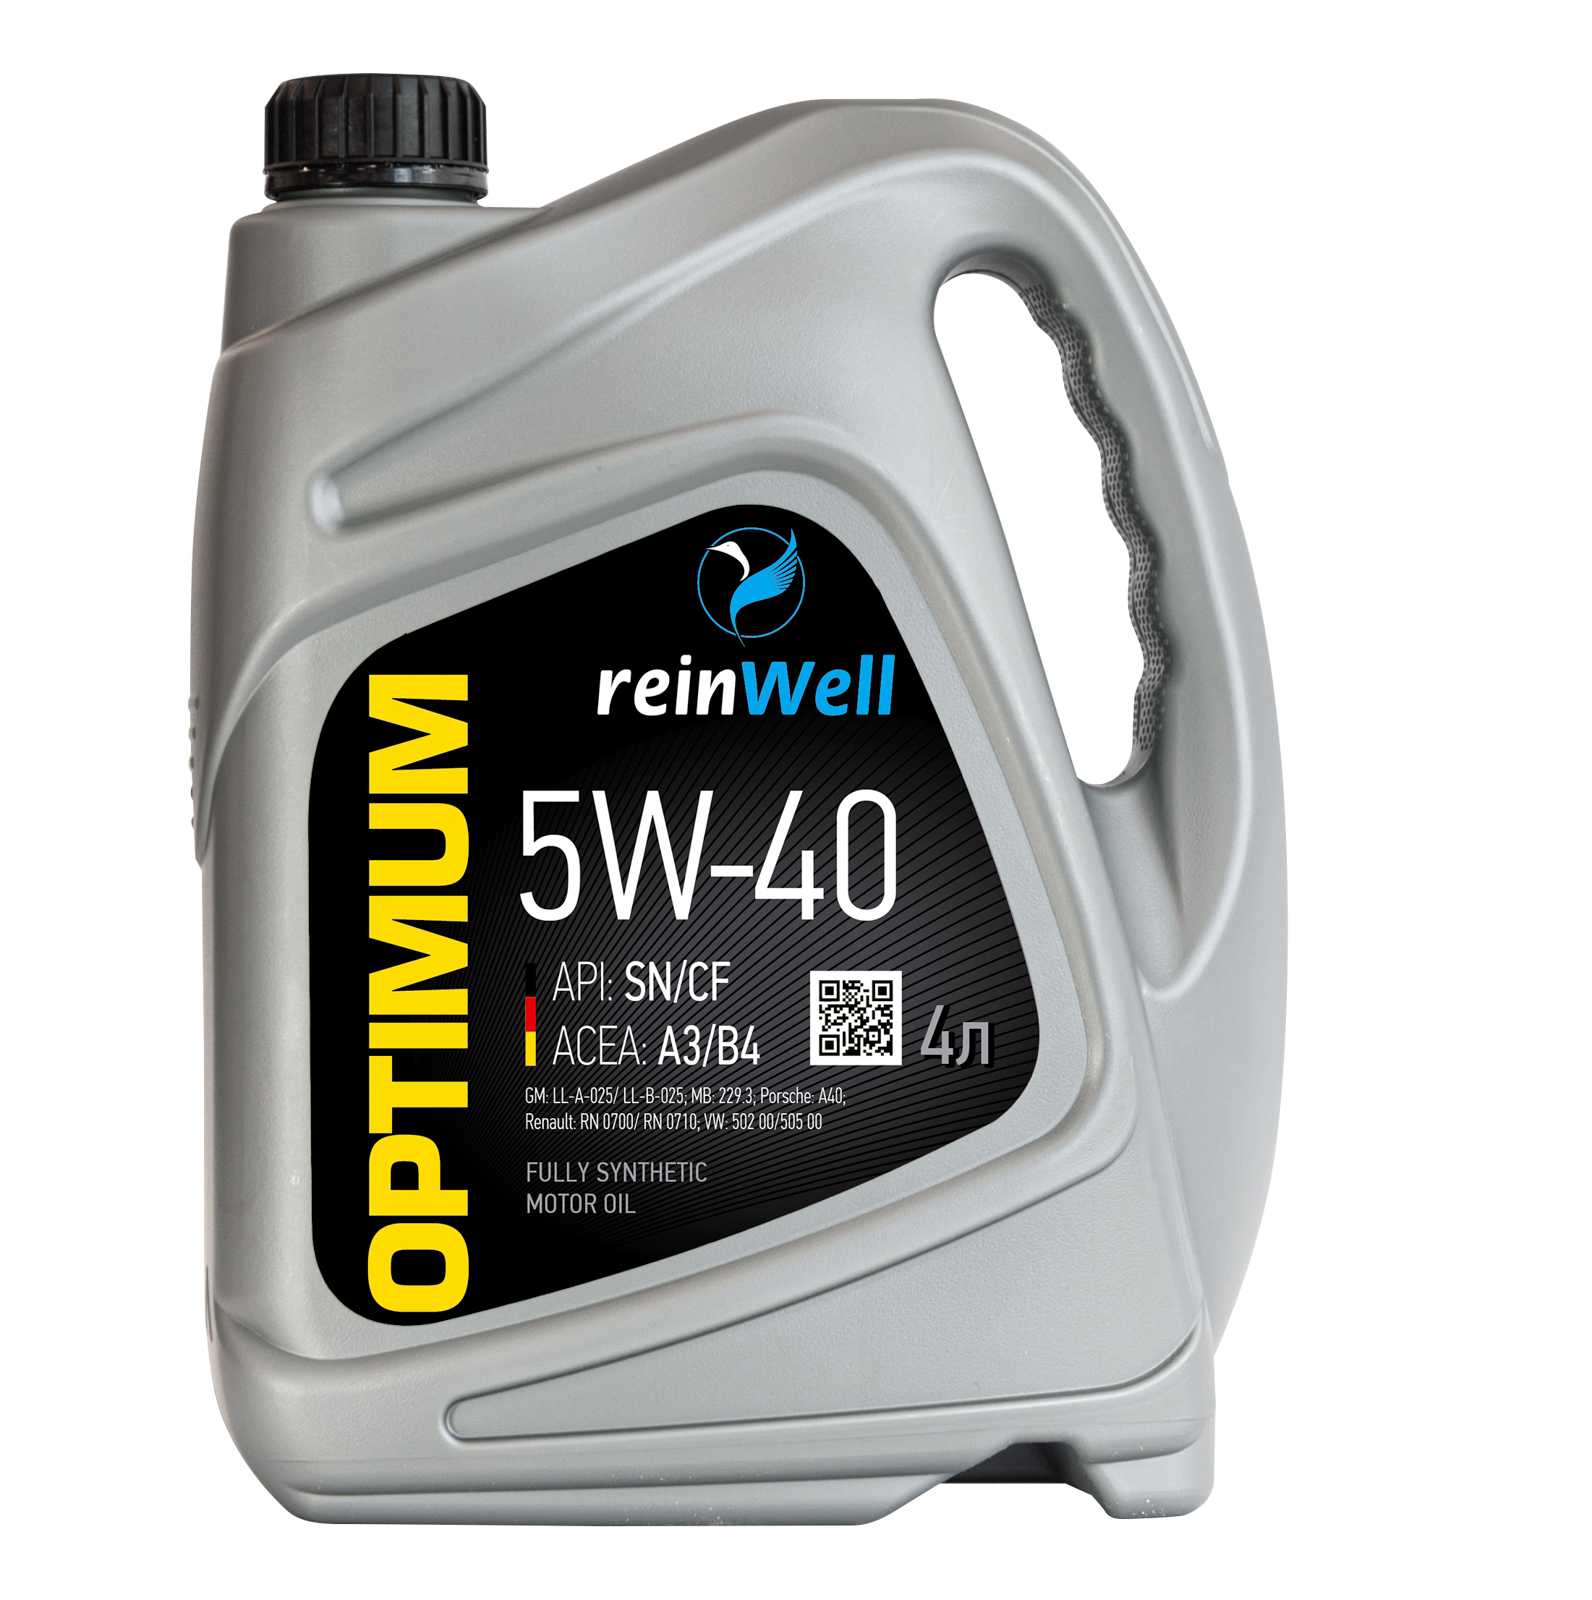 reinWell
OPTIMUM
5W-40
API: SN/CF
ACEA: A3/B4
4л
GM: LL-A-025/ LL-B-025; MB: 229.3; Porsche: A40;
Renault: RN 0700/ RN 0710; VW: 502 00/505 00
FULLY SYNTHETIC
MOTOR OIL